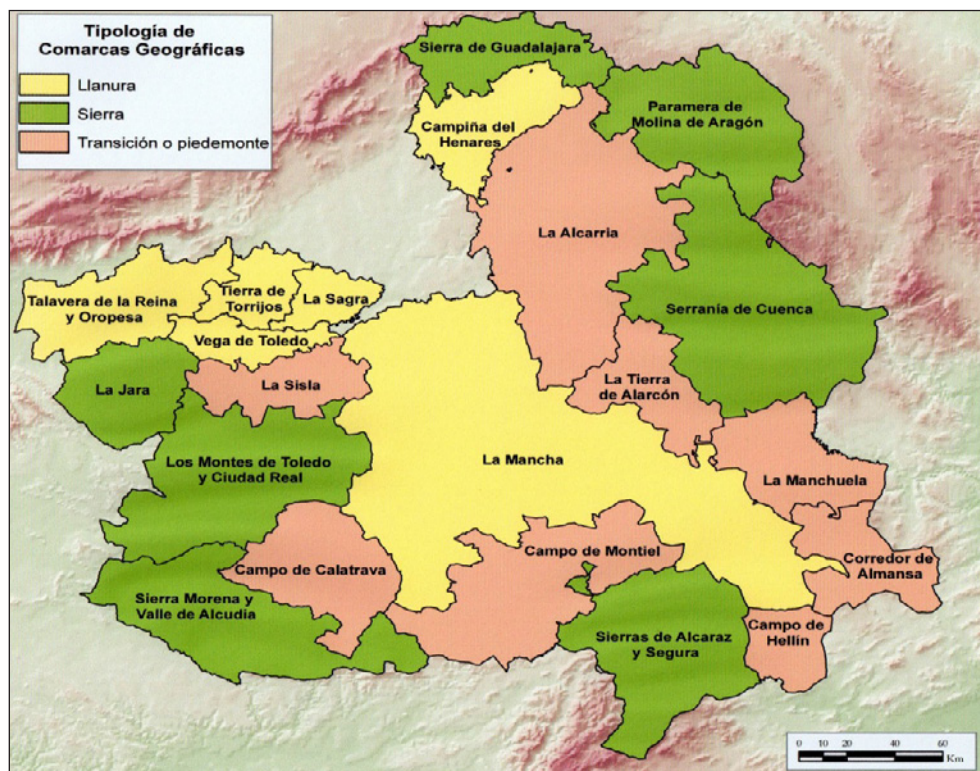 Tipología de
Comarcas Geográficas
Llanura
Sierra
Transición o piedemonte
Sierra de Guadalajara
Paramera de
Molina de Aragón
Campiña del
Henares
La Alcarria
Talavera de la Reina
y Oropesa
Tierra de
Torrijos
La Sagra
Serranía de Cuenca
Vega de Toledo
La Jara
La Sisla
La Tierra
de Alarcón
Los Montes de Toledo
y Ciudad Real
La Mancha
La Manchuela
Campo de Calatrava
Campo de Montiel
Corredor de
Almansa
Sierra Morena y
Valle de Alcudia
Sierras de Alcaraz
y Segura
Campo de
Hellín
0 10 20 40 60
Km